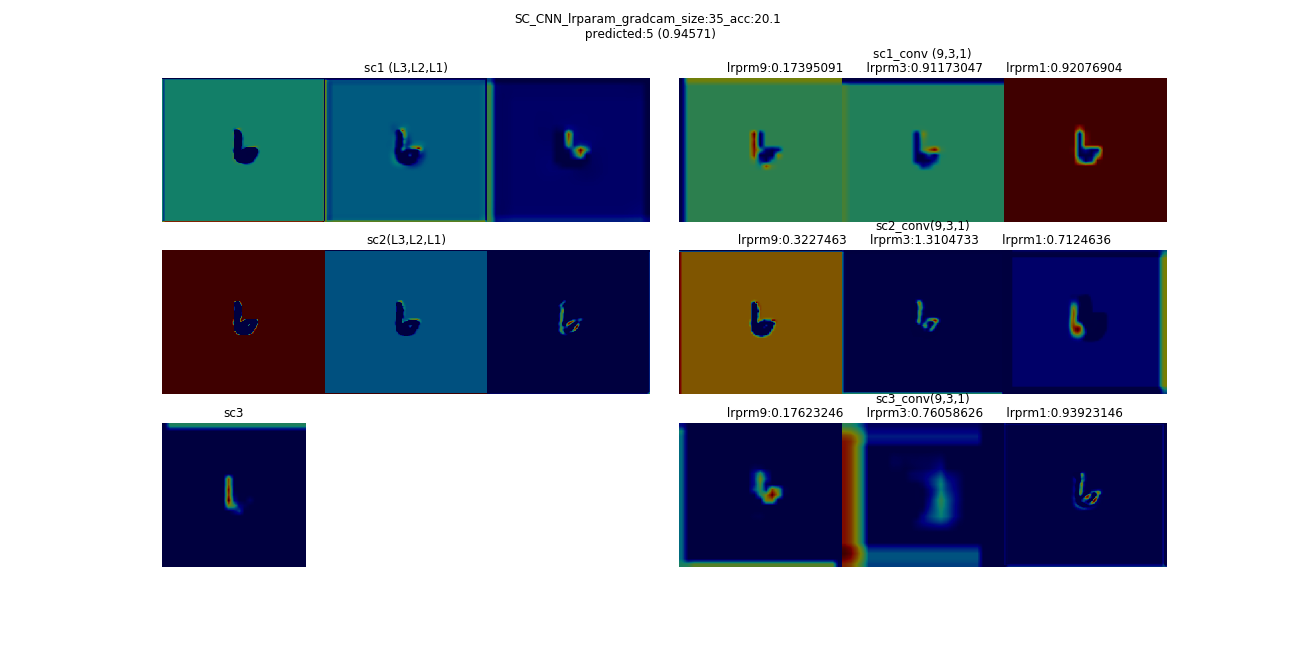 SC_CNN_lrparam_gradcam_size:35_acc:20.1
predicted:5 (0.94571)
sc1 (L3,L2,L1)
sc1_conv (9,3,1)
lrprm9:0.17395091 lrprm3:0.91173047 lrprm1:0.92076904
sc2(L3,L2,L1)
sc2_conv(9,3,1)
lrprm9:0.3227463 lrprm3:1.3104733 lrprm1:0.7124636
sc3
sc3_conv(9,3,1)
lrprm9:0.17623246 lrprm3:0.76058626 lrprm1:0.93923146